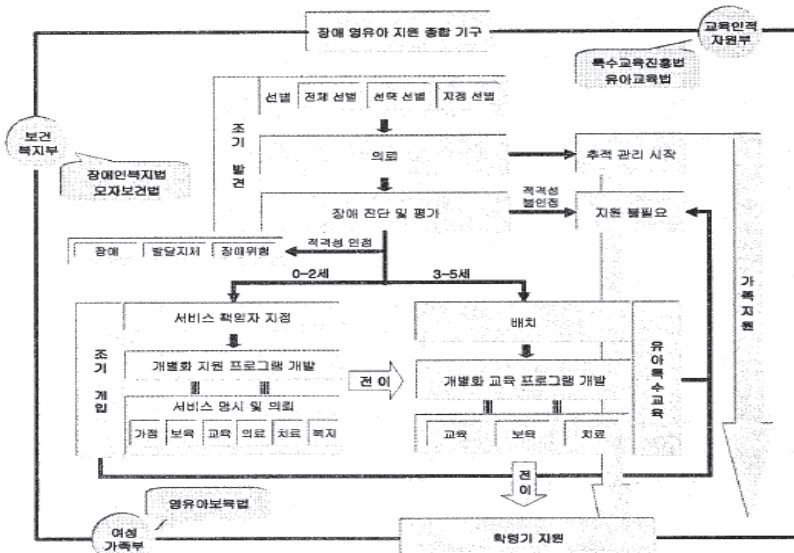 장애 영유아 지원 종합 기구
교육인적
자원부
특수교육진흥법
유아교육법
보건
복지부
장애인복지법
모자보건법
조기 발견
선별
전체 선별
선택 선별
지정 선별
의뢰
추적 관리 시작
장애 진단 및 평가
적격성
불인정
지원 불필요
적격성 인정
장애
발달지체
장애위험
0-2세
3-5세
가족지원
조기 개입
서비스 책임자 지정
개별화 지원 프로그램 개발
서비스 명시 및 의뢰
가정
보육
교육
의료
치료
복지
전 이
배치
개별화 교육 프로그램 개발
교육
보육
치료
유아특수교육
전이
영유아보육법
여성
가족부
학령기 지원